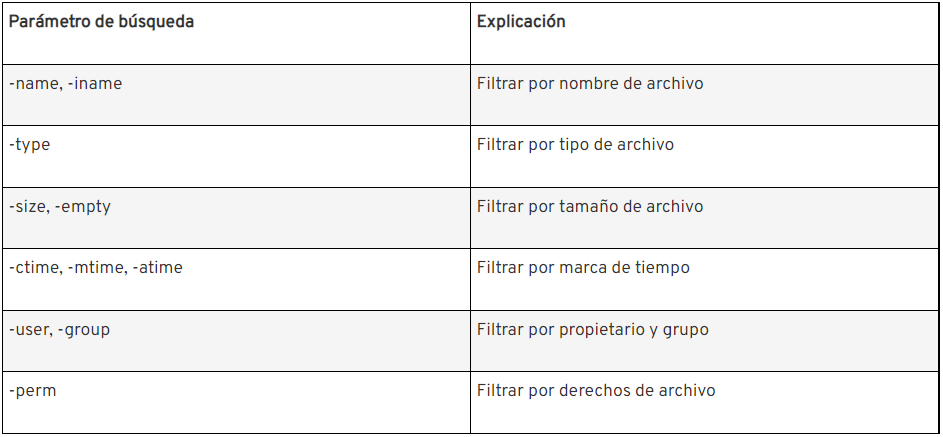 Parámetro de búsqueda Explicación
-name, -iname Filtrar por nombre de archivo
-type Filtrar por tipo de archivo
-size, -empty Filtrar por tamaño de archivo
-ctime, -mtime, -atime Filtrar por marca de tiempo
-user, -group Filtrar por propietario y grupo
-perm Filtrar por derechos de archivo